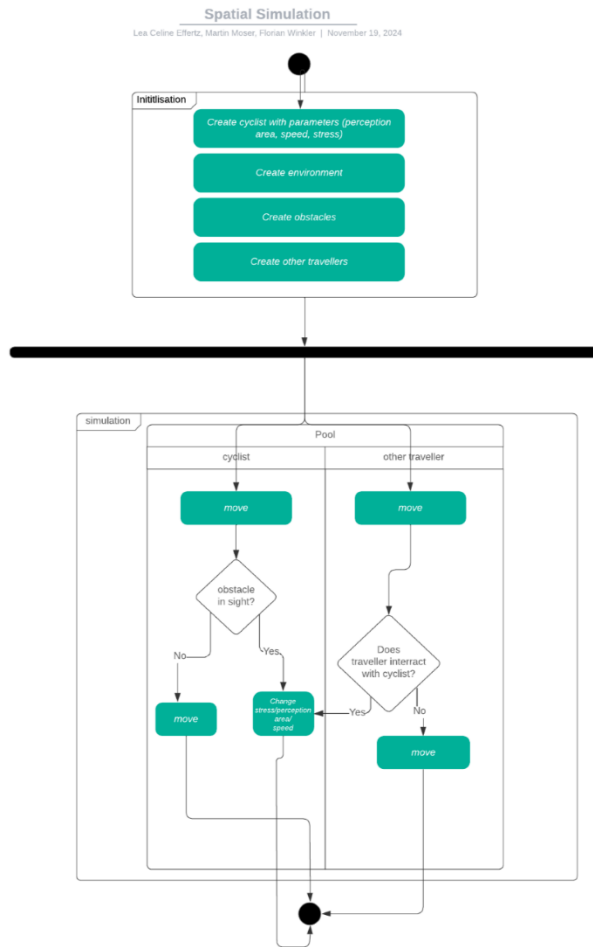 Spatial Simulation
Lea Celine Effertz, Martin Moser, Florian Winkler | November 19, 2024
Inititlisation
Create cyclist with parameters (perception
area, speed, stress)
Create environment
Create obstacles
Create other travellers
simulation
Pool
cyclist
other traveller
move
move
obstacle
in sight?
Does
traveller interract
with cyclist?
No
Yes
Change
stress/perception
area/
speed
Yes
No
move
move